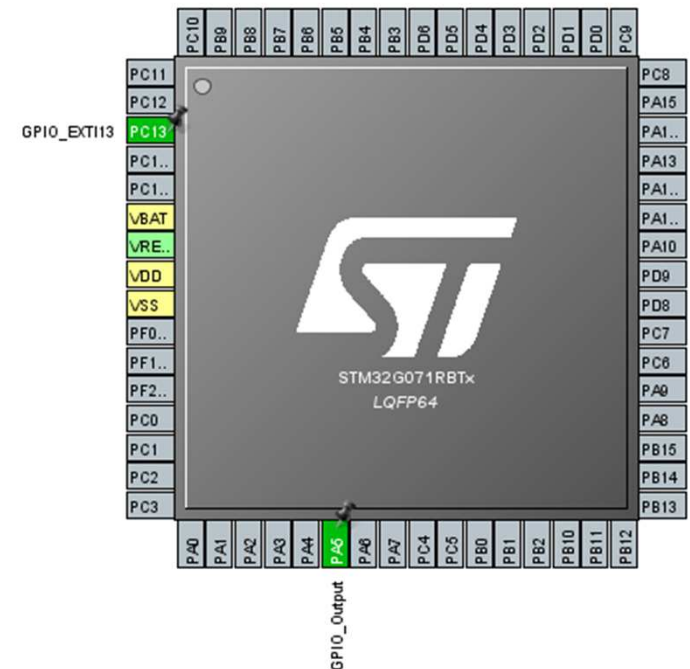 PC10
PB9
PB8
PB7
PB6
PB5
PB4
PB3
PD6
PD5
PD4
PD3
PD2
PD1
PD0
PC9
PC11
PC12
GPIO_EXTI13 PC13
PC1..
PC1..
VBAT
VRE..
VDD
VSS
PF0..
PF1..
PF2..
PC0
PC1
PC2
PC3
PC8
PA15
PA1..
PA13
PA1..
PA1..
PA10
PD9
PD8
PC7
PC6
PA9
PA8
PB15
PB14
PB13
ST
STM32G071RBTx
LQFP64
PA0
PA1
PA2
PA3
PA4
PA5
PA6
PA7
PC4
PC5
PB0
PB1
PB2
PB10
PB11
PB12
GPIO_Output